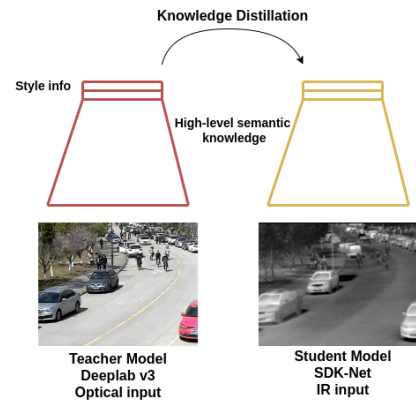 Knowledge Distillation
Style info
High-level semantic
knowledge
Teacher Model
Deeplab v3
Optical input
Student Model
SDK-Net
IR input